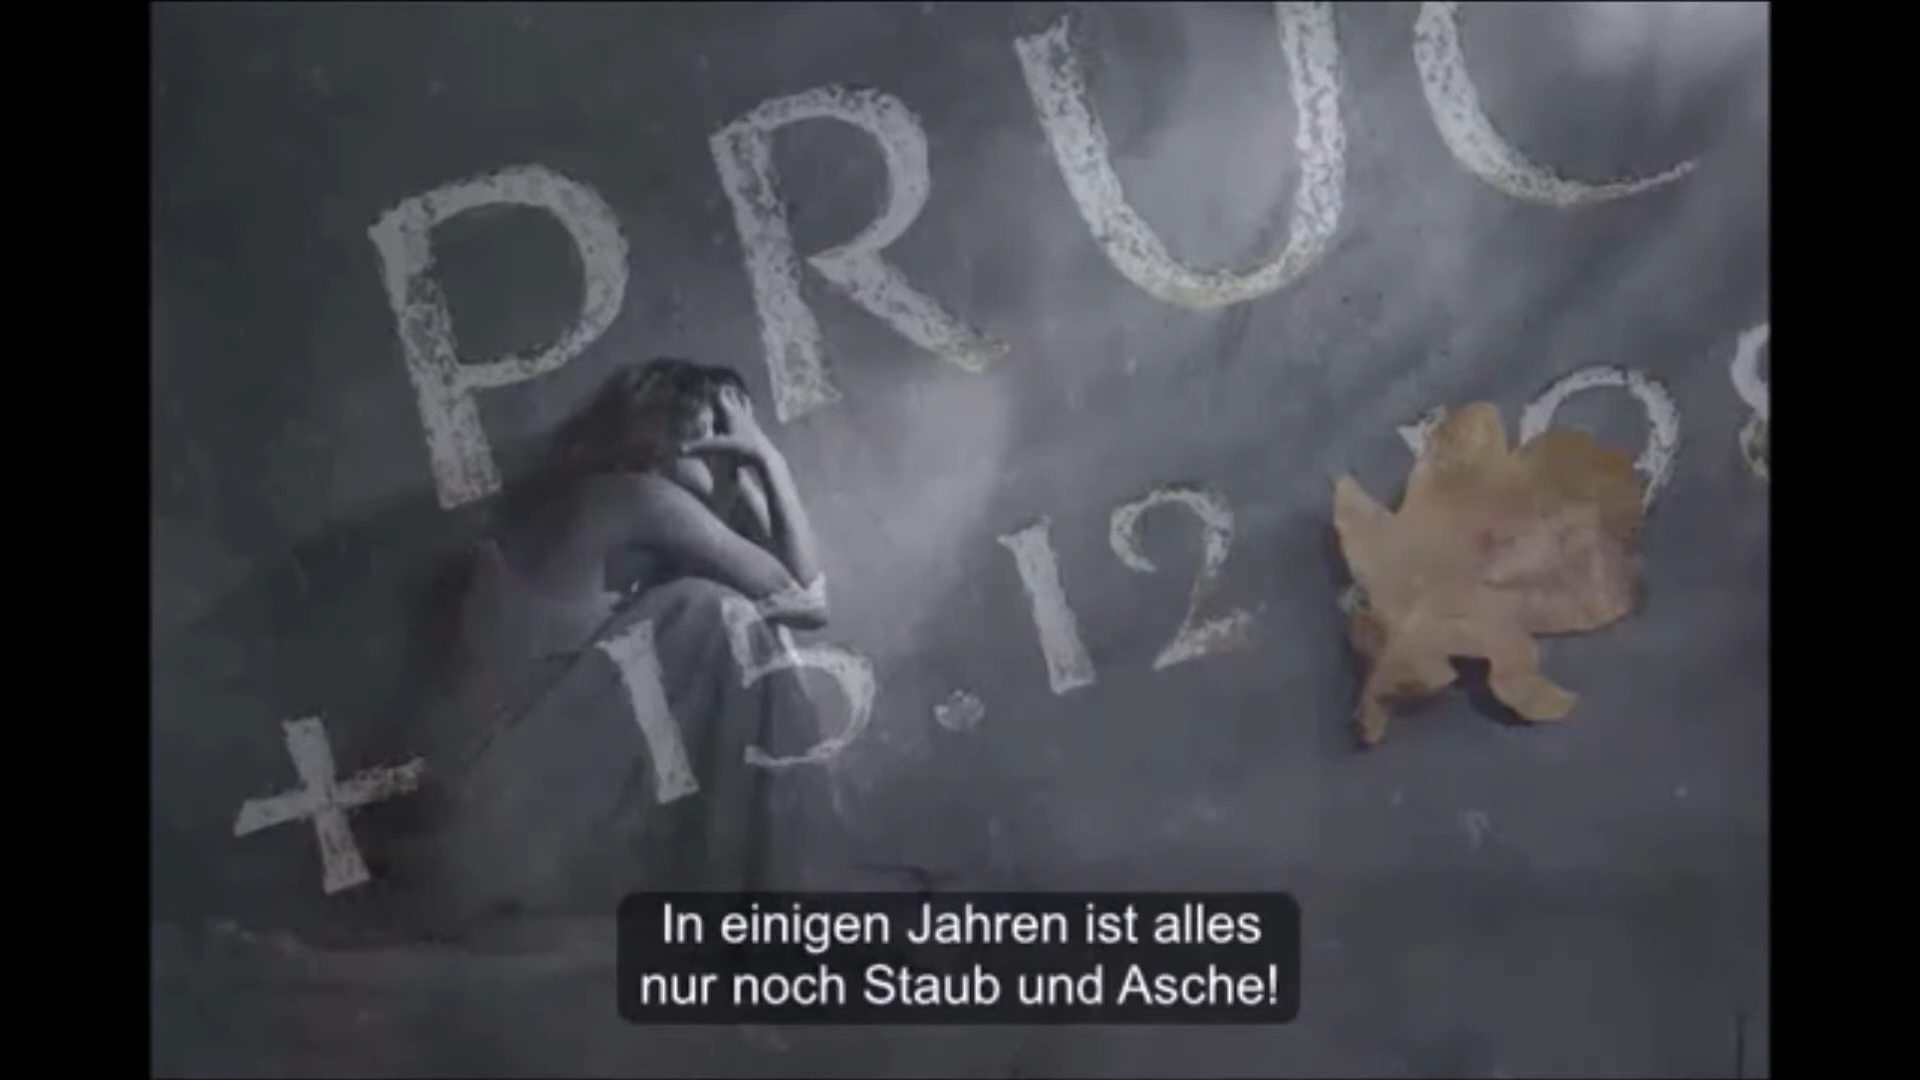 PRUC
+ 15.12
In einigen Jahren ist alles
nur noch Staub und Asche!